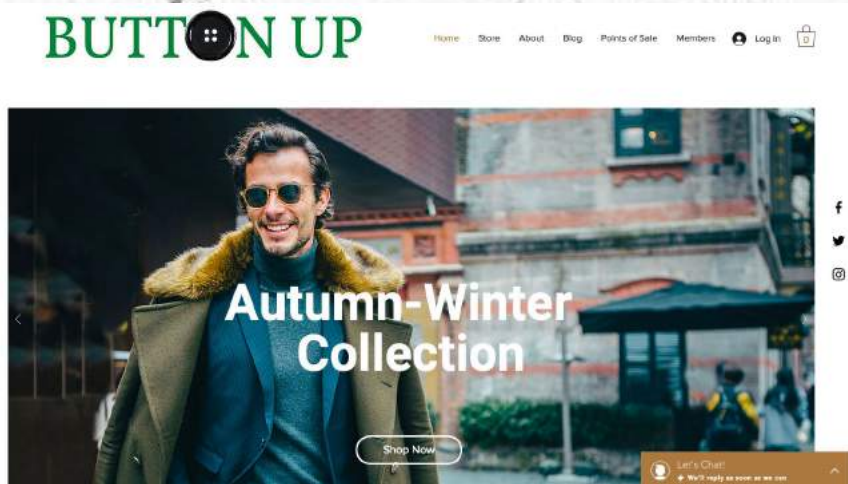 BUTTON UP
Home Store About Blog Points of Sale Members Log In 0
Autumn-Winter
Collection
Shop Now
Let's Chat!
We'll reply as soon as we can